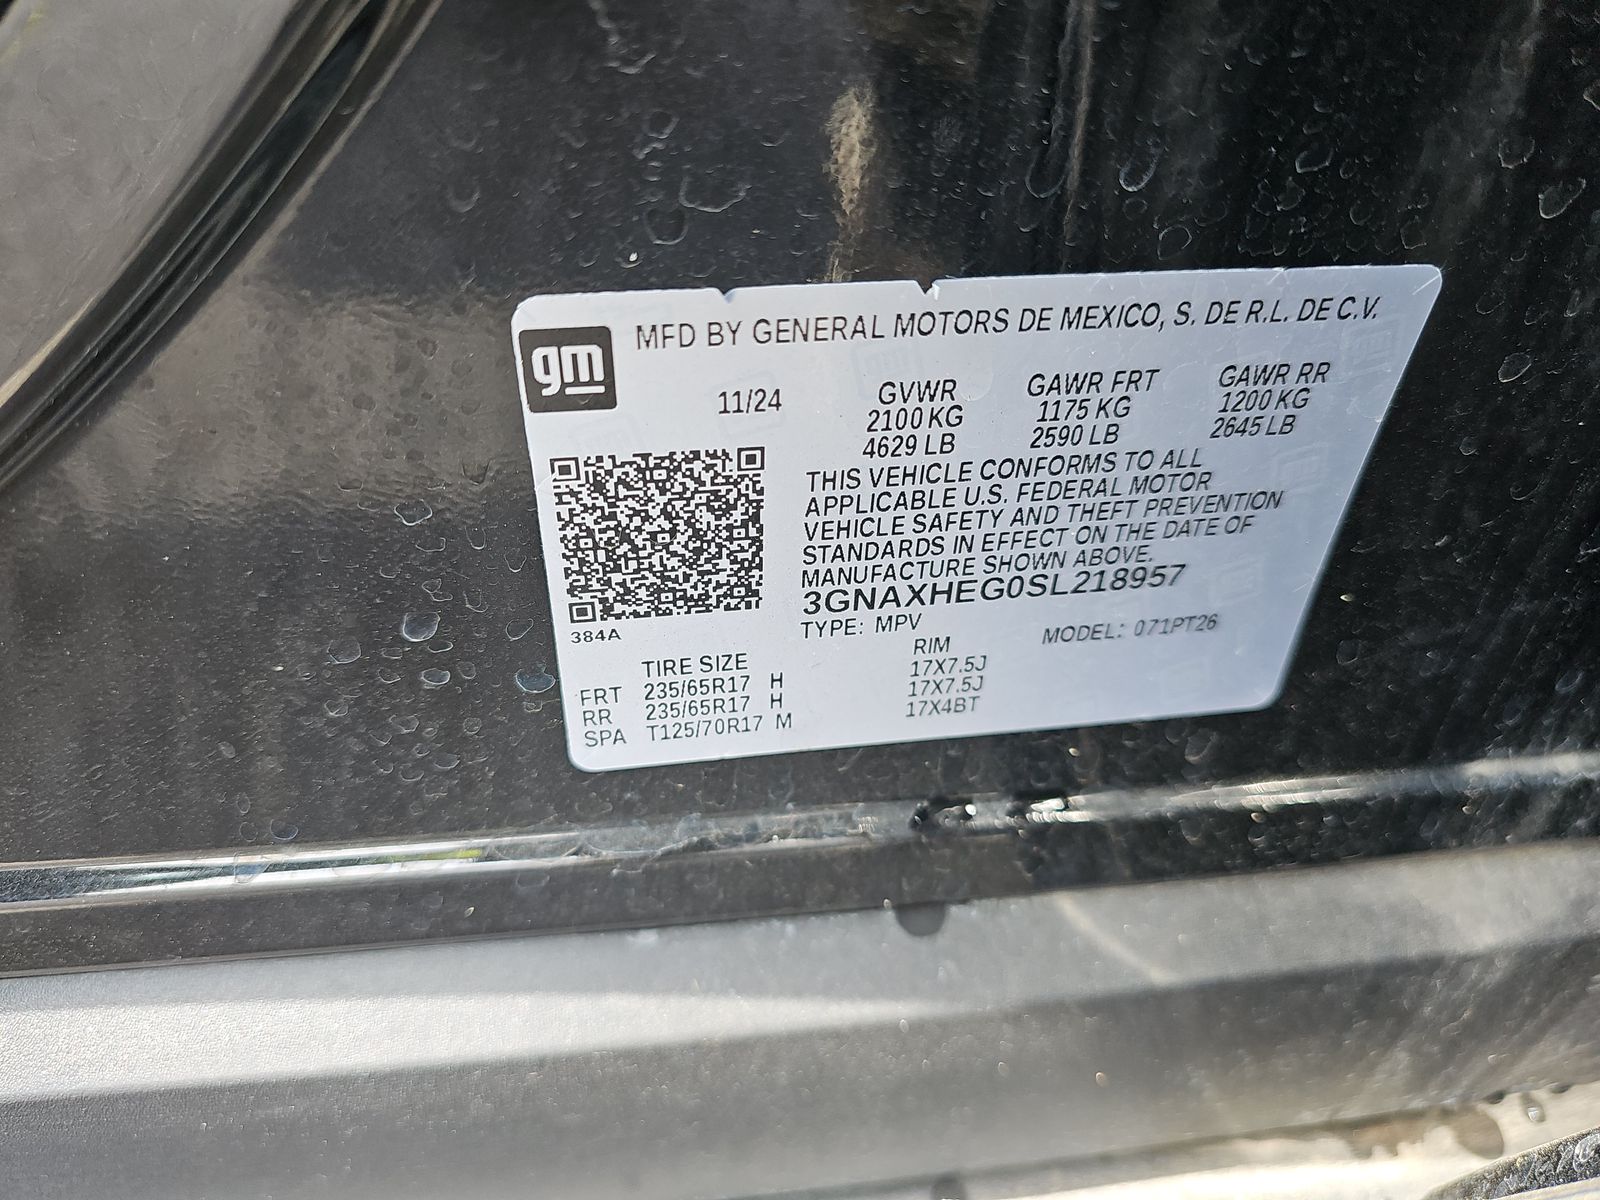 gm
MFD BY GENERAL MOTORS DE MEXICO, S. DE R.L. DE C.V.
11/24
GVWR GAWR FRT GAWR RR
2100 KG 1175 KG 1200 KG
4629 LB 2590 LB 2645 LB
THIS VEHICLE CONFORMS TO ALL
APPLICABLE U.S. FEDERAL MOTOR
VEHICLE SAFETY AND THEFT PREVENTION
STANDARDS IN EFFECT ON THE DATE OF
MANUFACTURE SHOWN ABOVE.
3GNAXHEG0SL218957
384A
TYPE: MPV MODEL: 071PT26
TIRE SIZE RIM
FRT 235/65R17 H 17X7.5J
RR 235/65R17 H 17X7.5J
SPA T125/70R17 M 17X4BT